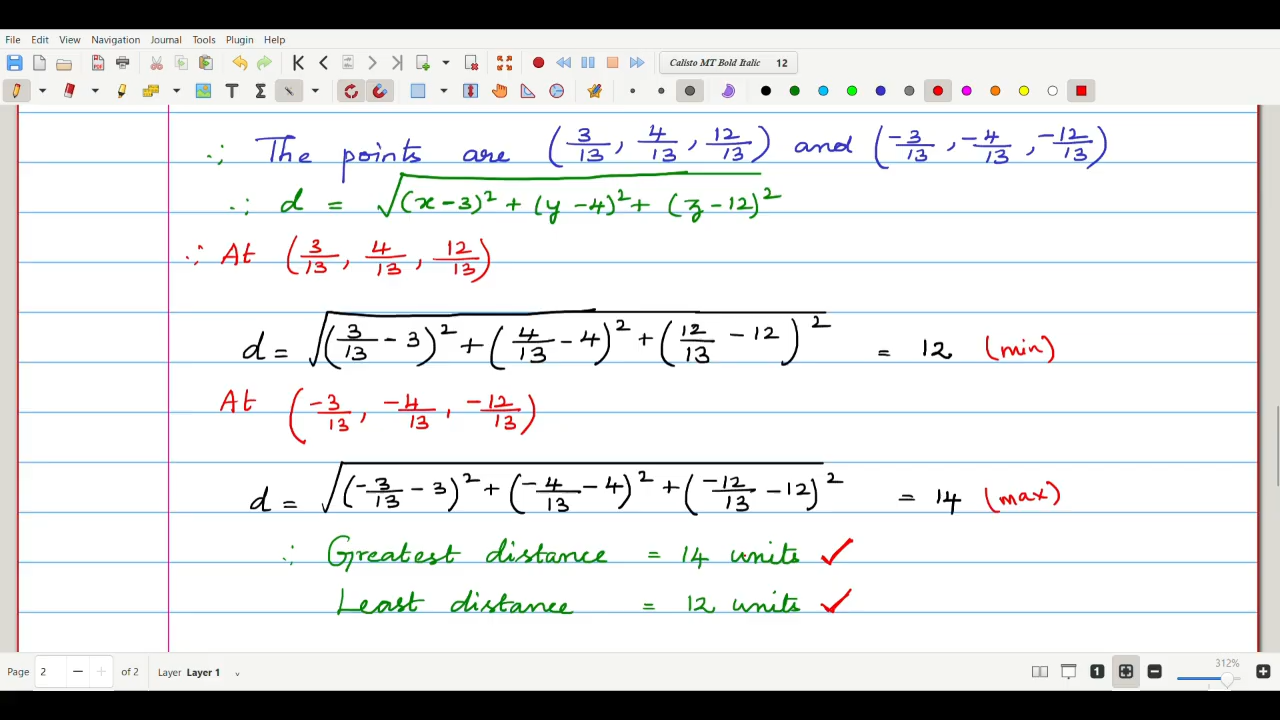 File Edit View Navigation Journal Tools Plugin Help
Calisto MT Bold Italic 12
∴ The points are (3/13, 4/13, 12/13) and (-3/13, -4/13, -12/13)
∴ d = √((x-3)² + (y-4)² + (z-12)²)
∴ At (3/13, 4/13, 12/13)
d = √((3/13 - 3)² + (4/13 - 4)² + (12/13 - 12)²) = 12 (min)
At (-3/13, -4/13, -12/13)
d = √((-3/13 - 3)² + (-4/13 - 4)² + (-12/13 - 12)²) = 14 (max)
∴ Greatest distance = 14 units ✓
Least distance = 12 units ✓
Page 2 of 2 Layer Layer 1 1 312%